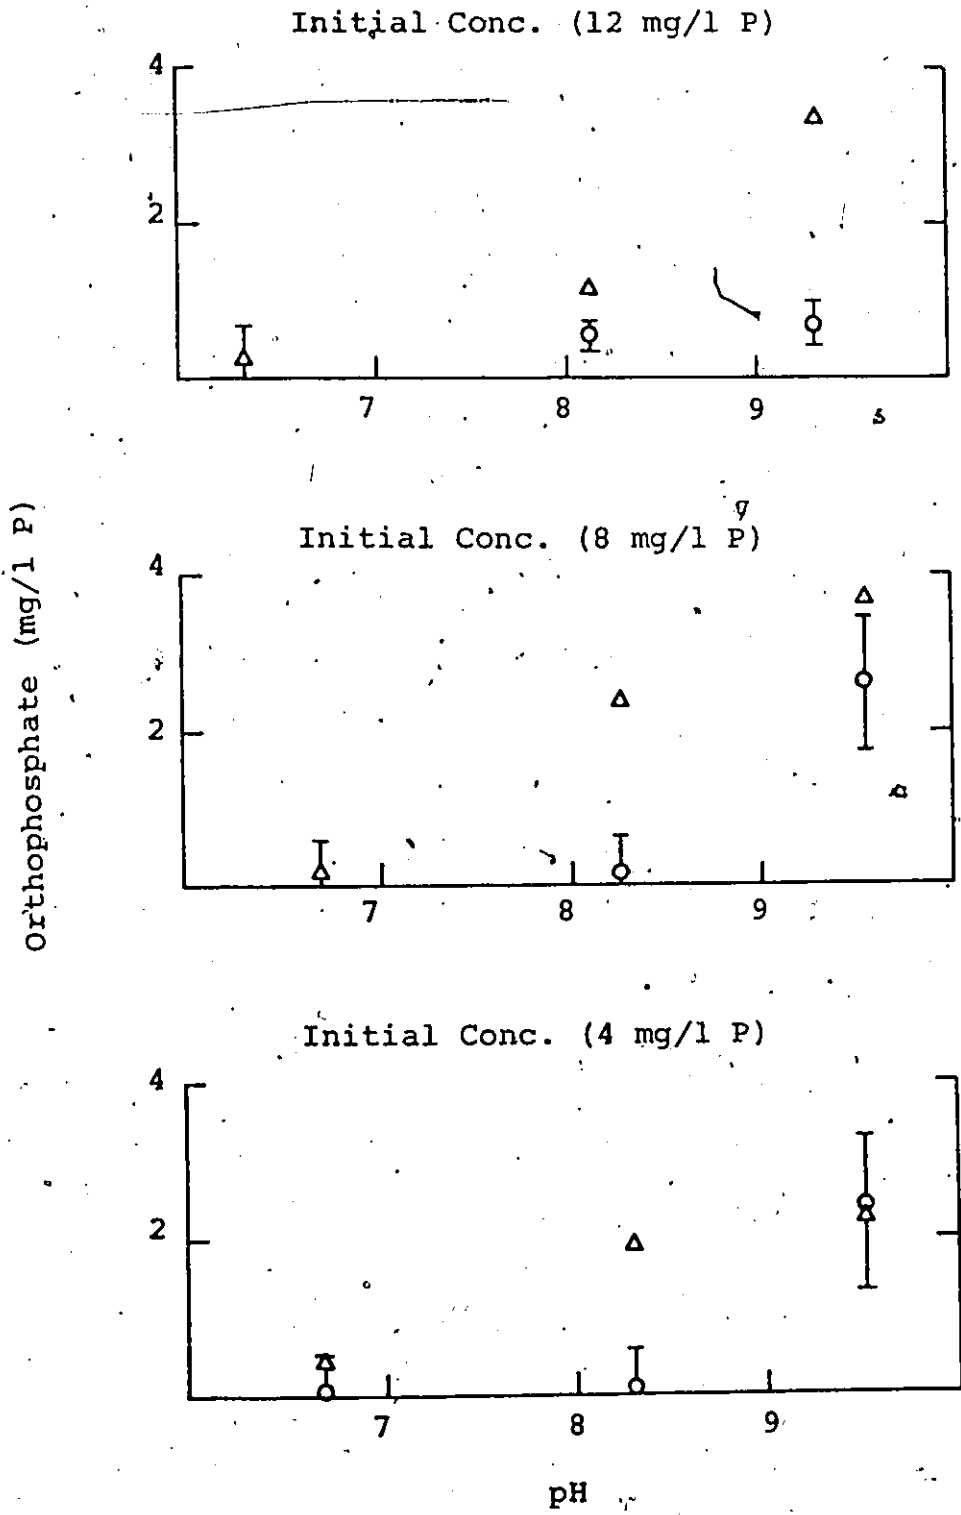 Initial Conc. (12 mg/l P)
4
2
7 8 9
Initial Conc. (8 mg/l P)
4
2
7 8 9
Orthophosphate (mg/l P)
Initial Conc. (4 mg/l P)
4
2
7 8 9
pH